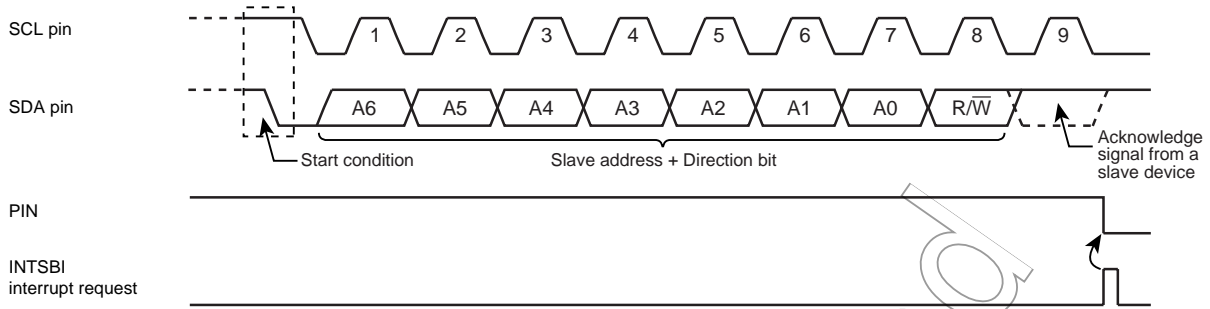 SCL pin
1 2 3 4 5 6 7 8 9
SDA pin
A6 A5 A4 A3 A2 A1 A0 R/W̅
Start condition
Slave address + Direction bit
Acknowledge
signal from a
slave device
PIN
INTSBI
interrupt request